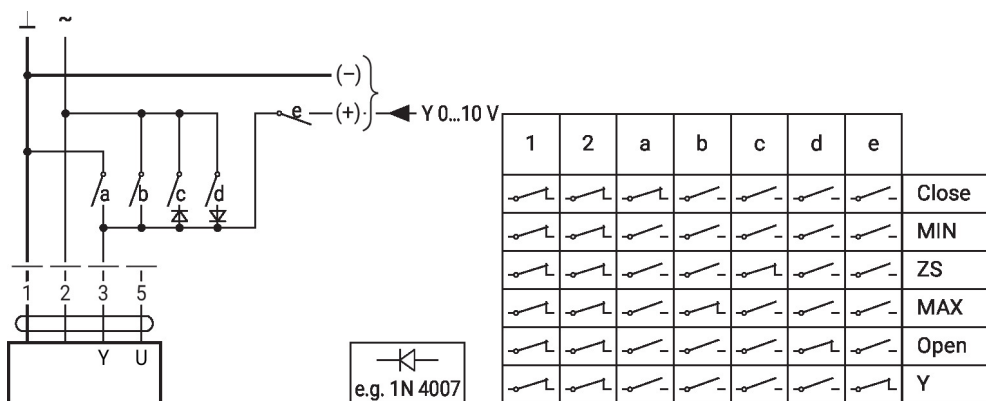 ⊥ ~
(–)
e (+) Y 0...10 V
a b c d
1 2 3 5
Y U
e.g. 1N 4007
1 2 a b c d e
Close
MIN
ZS
MAX
Open
Y